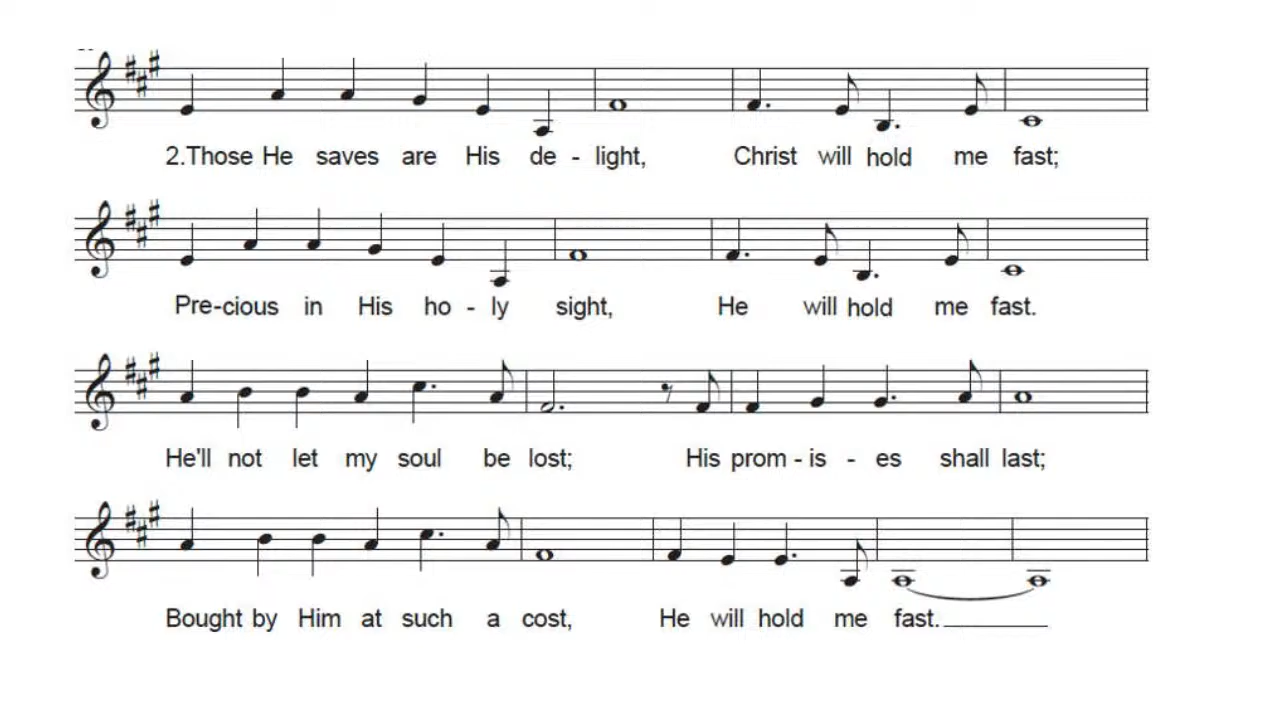 2.Those He saves are His de - light, Christ will hold me fast;
Pre-cious in His ho - ly sight, He will hold me fast.
He'll not let my soul be lost; His prom - is - es shall last;
Bought by Him at such a cost, He will hold me fast.